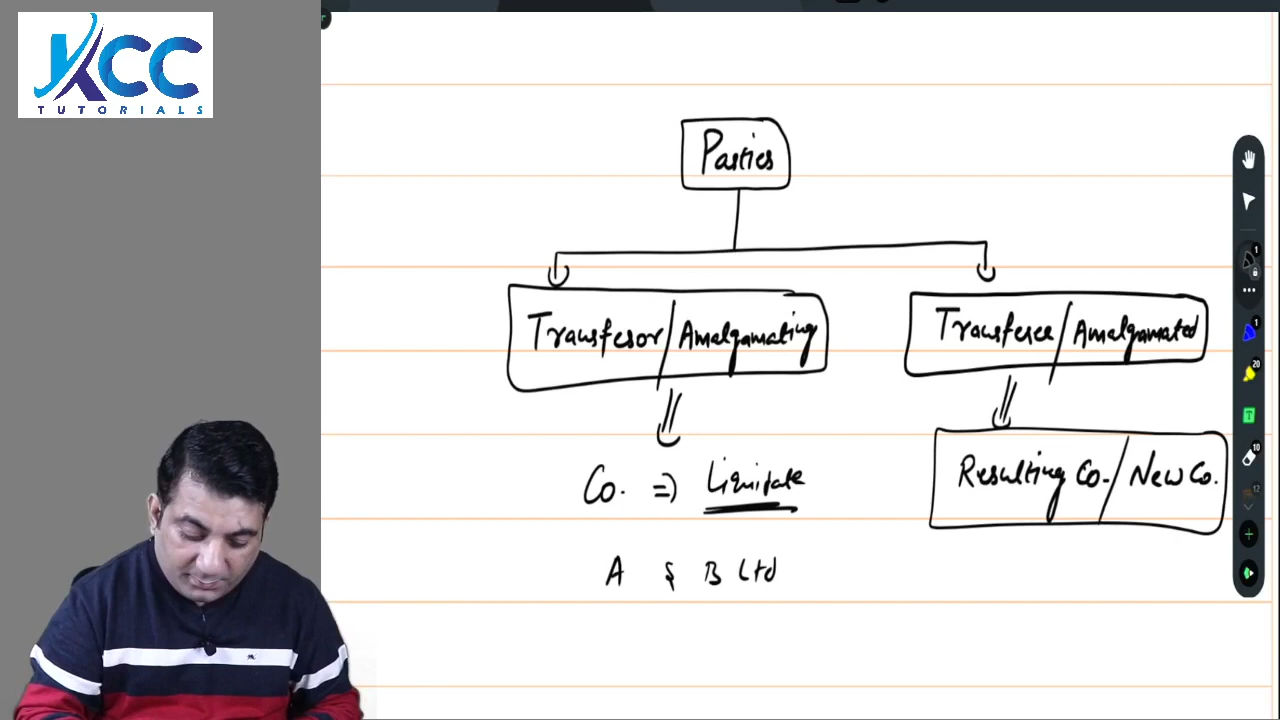 KCC
TUTORIALS
Parties
Transferor/Amalgamating
Transferee/Amalgamated
Co. => Liquidate
Resulting Co./New Co.
A & B Ltd